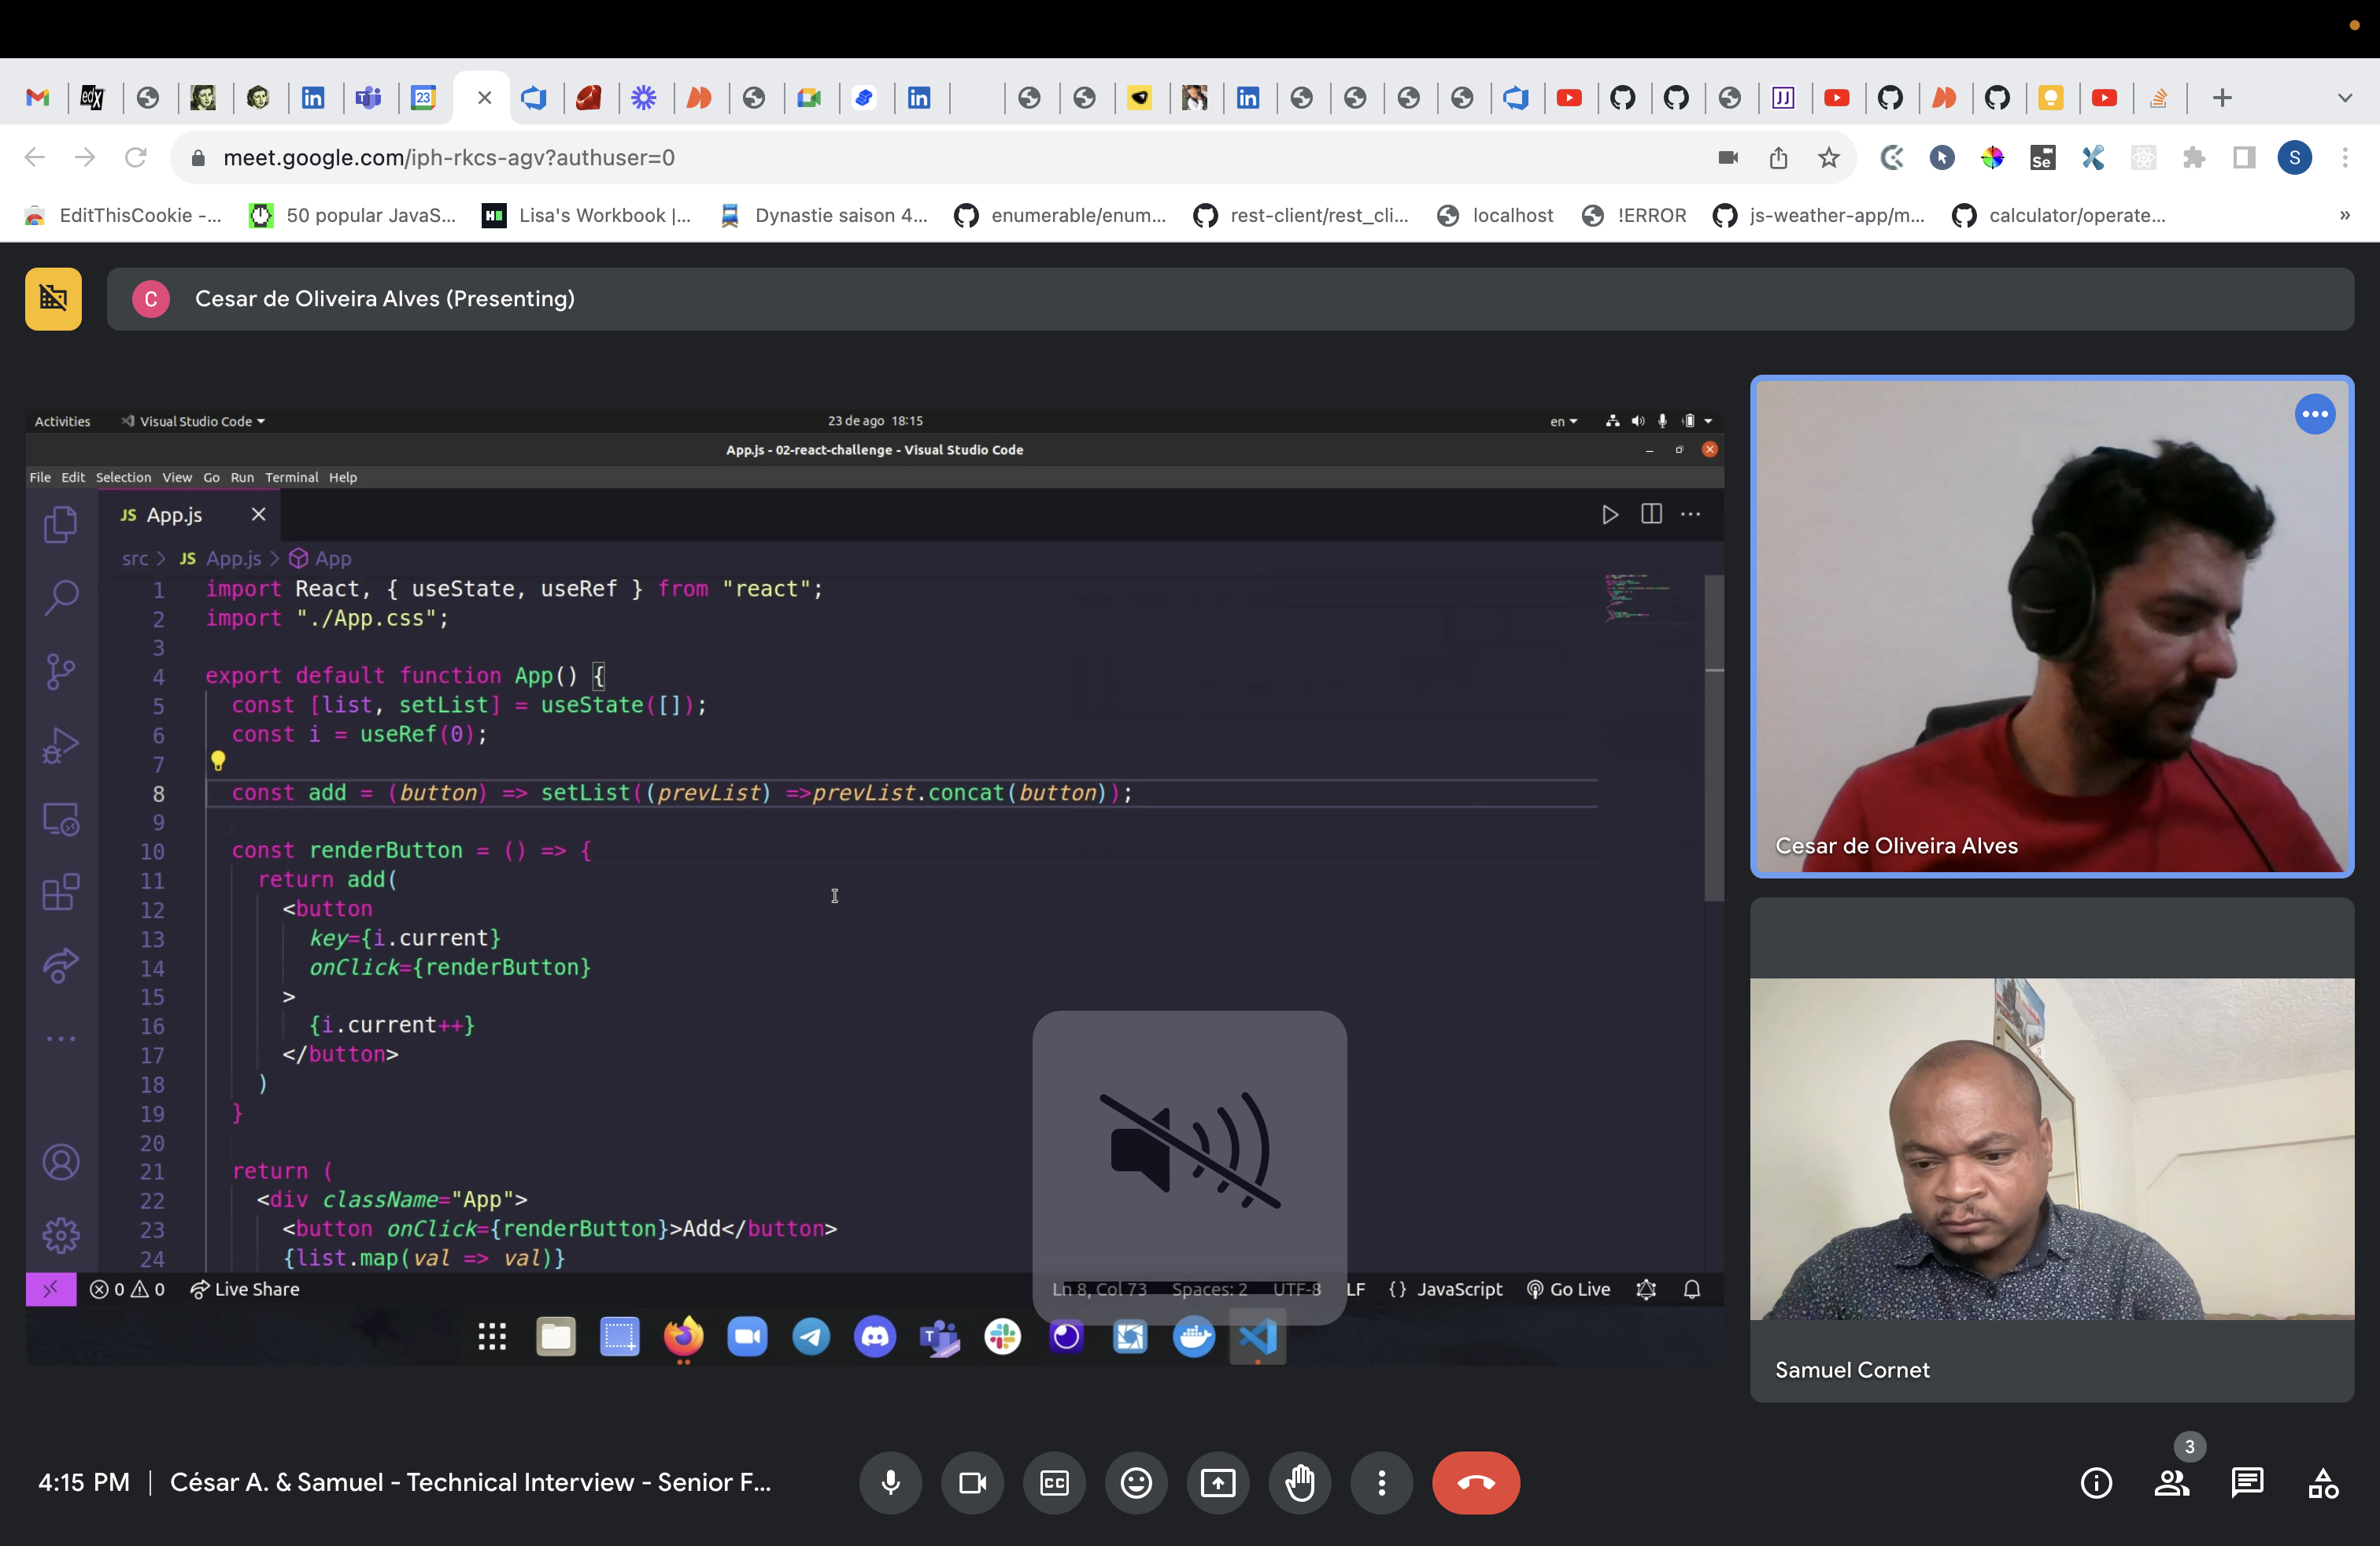 23
meet.google.com/iph-rkcs-agv?authuser=0
S
EditThisCookie -...
50 popular JavaS...
Lisa's Workbook |...
Dynastie saison 4...
enumerable/enum...
rest-client/rest_cli...
localhost
!ERROR
js-weather-app/m...
calculator/operate...
»
C
Cesar de Oliveira Alves (Presenting)
Activities
Visual Studio Code
23 de ago 18:15
en
App.js - 02-react-challenge - Visual Studio Code
File Edit Selection View Go Run Terminal Help
JS App.js
src > JS App.js > App
1 import React, { useState, useRef } from "react";
2 import "./App.css";
3
4 export default function App() {
5 const [list, setList] = useState([]);
6 const i = useRef(0);
7
8 const add = (button) => setList((prevList) =>prevList.concat(button));
9
10 const renderButton = () => {
11 return add(
12 <button
13 key={i.current}
14 onClick={renderButton}
15 >
16 {i.current++}
17 </button>
18 )
19 }
20
21 return (
22 <div className="App">
23 <button onClick={renderButton}>Add</button>
24 {list.map(val => val)}
0 0 Live Share
Ln 8, Col 73 Spaces: 2 UTF-8 LF {} JavaScript Go Live
Cesar de Oliveira Alves
Samuel Cornet
4:15 PM | César A. & Samuel - Technical Interview - Senior F...
CC
3